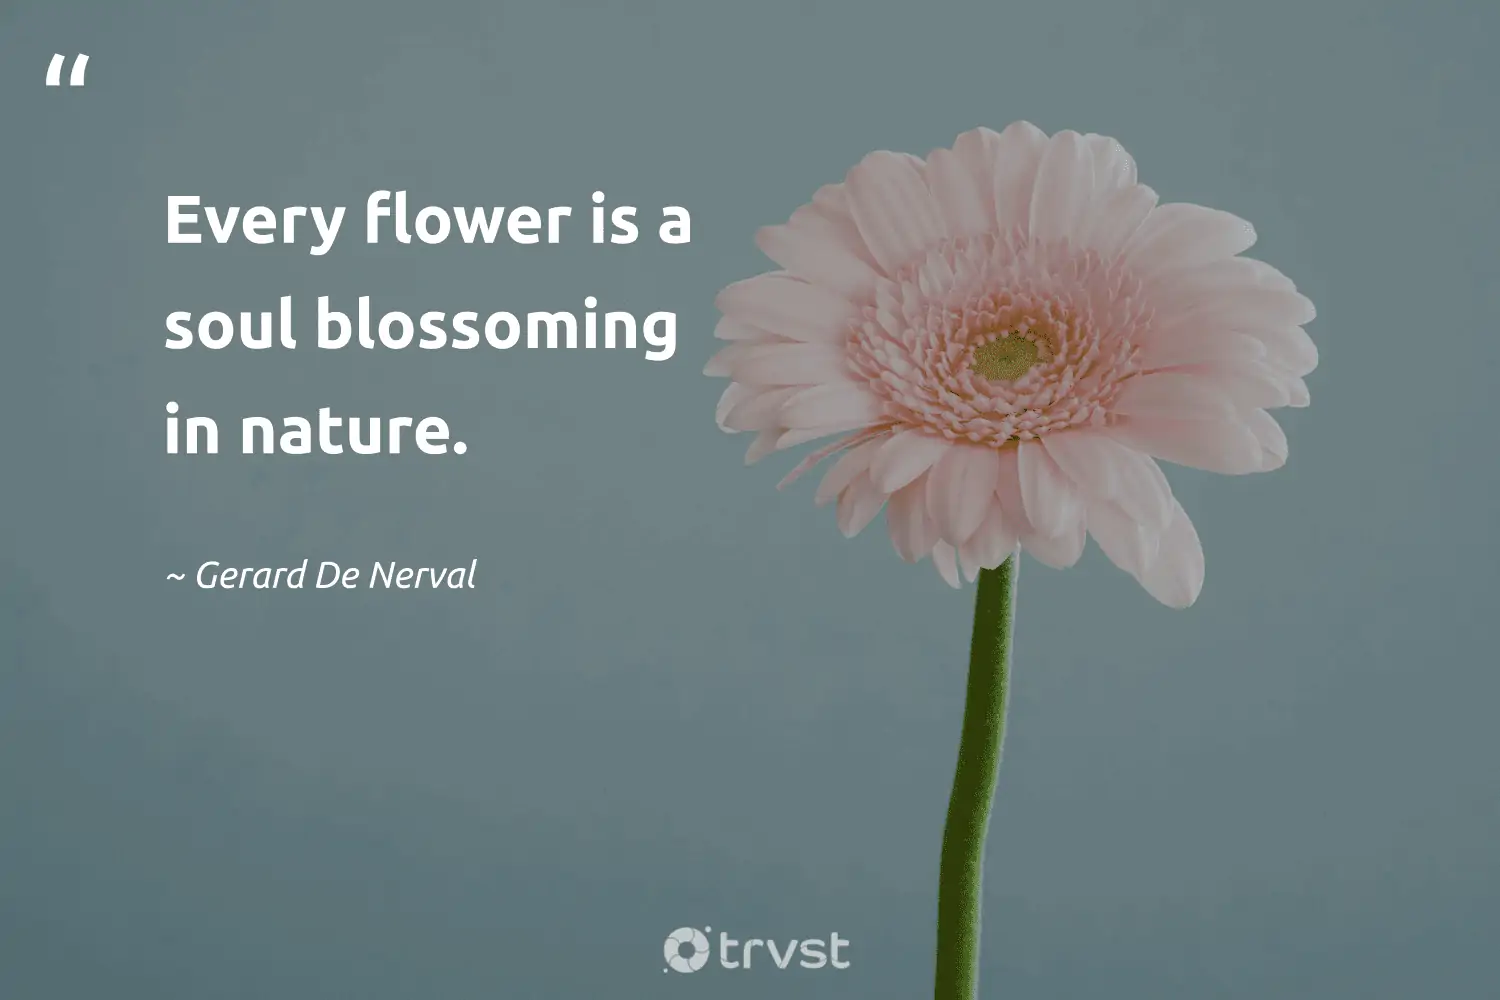 “
Every flower is a
soul blossoming
in nature.
~ Gerard De Nerval
trvst